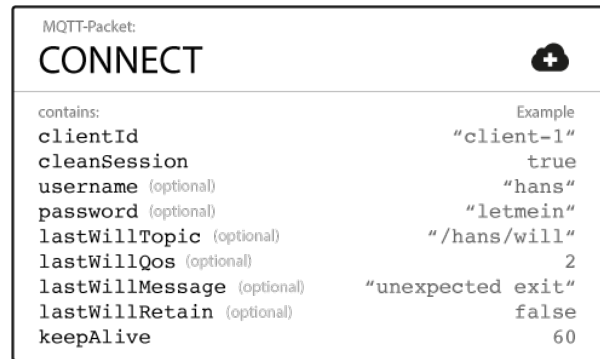 MQTT-Packet:
CONNECT
contains: Example
clientId “client-1“
cleanSession true
username (optional) “hans“
password (optional) “letmein“
lastWillTopic (optional) “/hans/will“
lastWillQos (optional) 2
lastWillMessage (optional) “unexpected exit“
lastWillRetain (optional) false
keepAlive 60